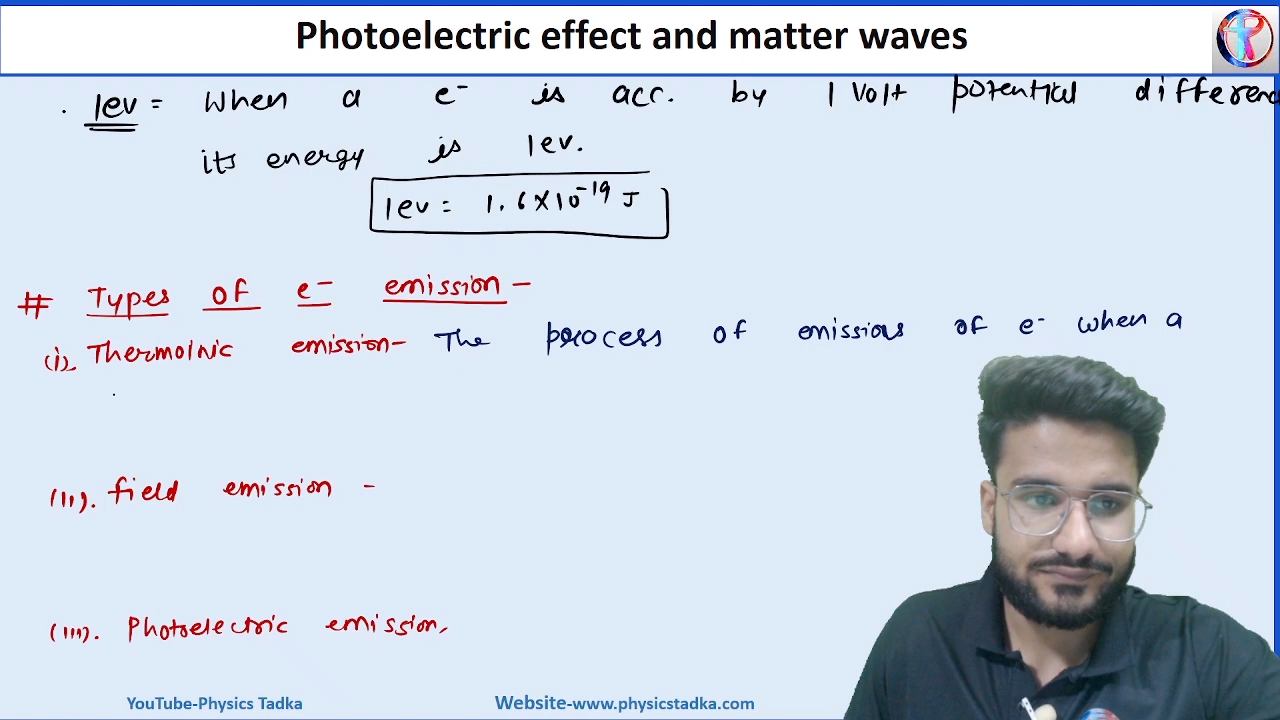 Photoelectric effect and matter waves
. 1ev = When a e⁻ is acc. by 1 Volt potential differenc
its energy is 1ev.
1ev = 1.6×10⁻¹⁹ J
# Types of e⁻ emission-
(i). Thermoinic emission- The process of emissions of e⁻ when a
(ii). field emission -
(iii). Photoelectric emission,
YouTube-Physics Tadka Website-www.physicstadka.com